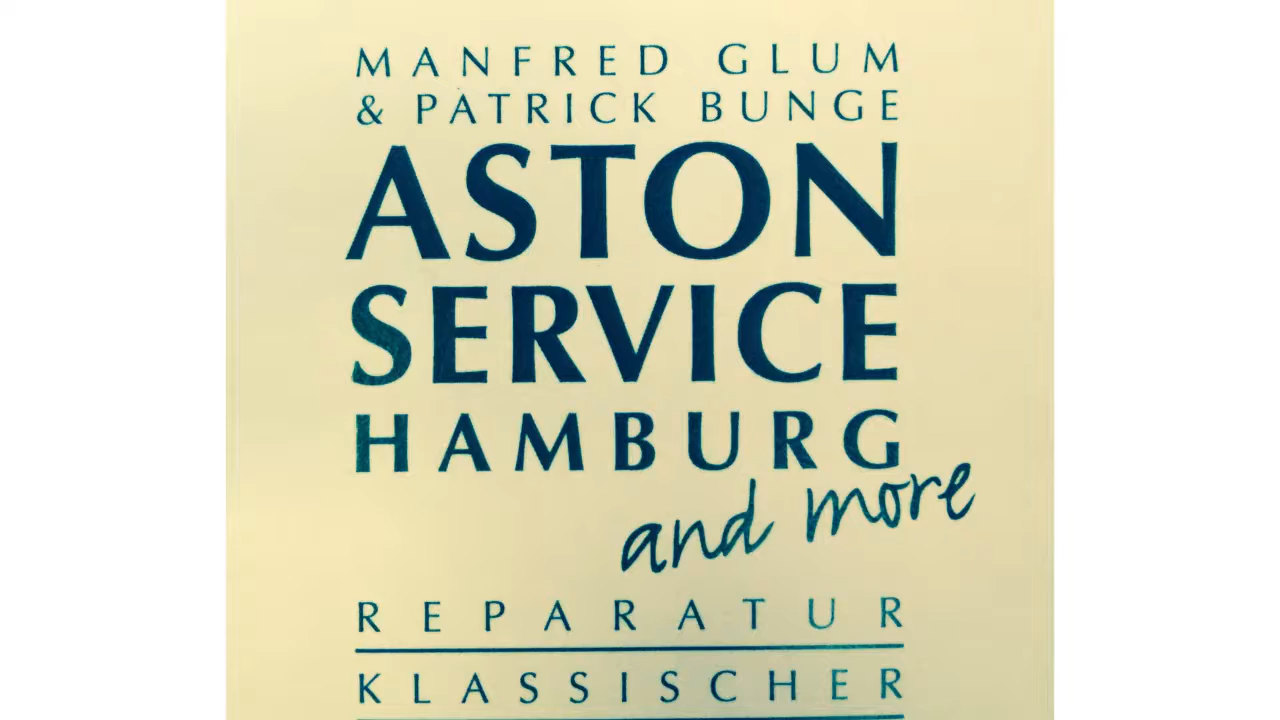 MANFRED GLUM
& PATRICK BUNGE
ASTON
SERVICE
HAMBURG
and more
REPARATUR
KLASSISCHER